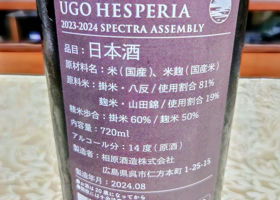 UGO HESPERIA
2023-2024 SPECTRA ASSEMBLY
品目：日本酒
原材料名：米（国産）、米麹（国産米）
原料米：掛米・八反/使用割合 81%
麹米・山田錦/使用割合 19%
精米歩合：掛米 60%/麹米 50%
内容量：720ml
アルコール分：14度（原酒）
製造者：相原酒造株式会社
広島県呉市仁方本町 1-25-15
製造年月：2024.08